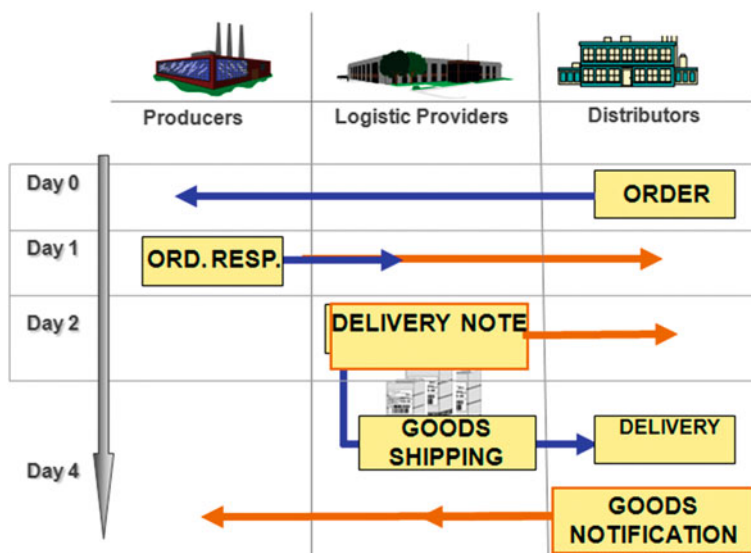 Producers
Logistic Providers
Distributors
Day 0
ORDER
Day 1
ORD. RESP.
Day 2
DELIVERY NOTE
GOODS
SHIPPING
DELIVERY
Day 4
GOODS
NOTIFICATION